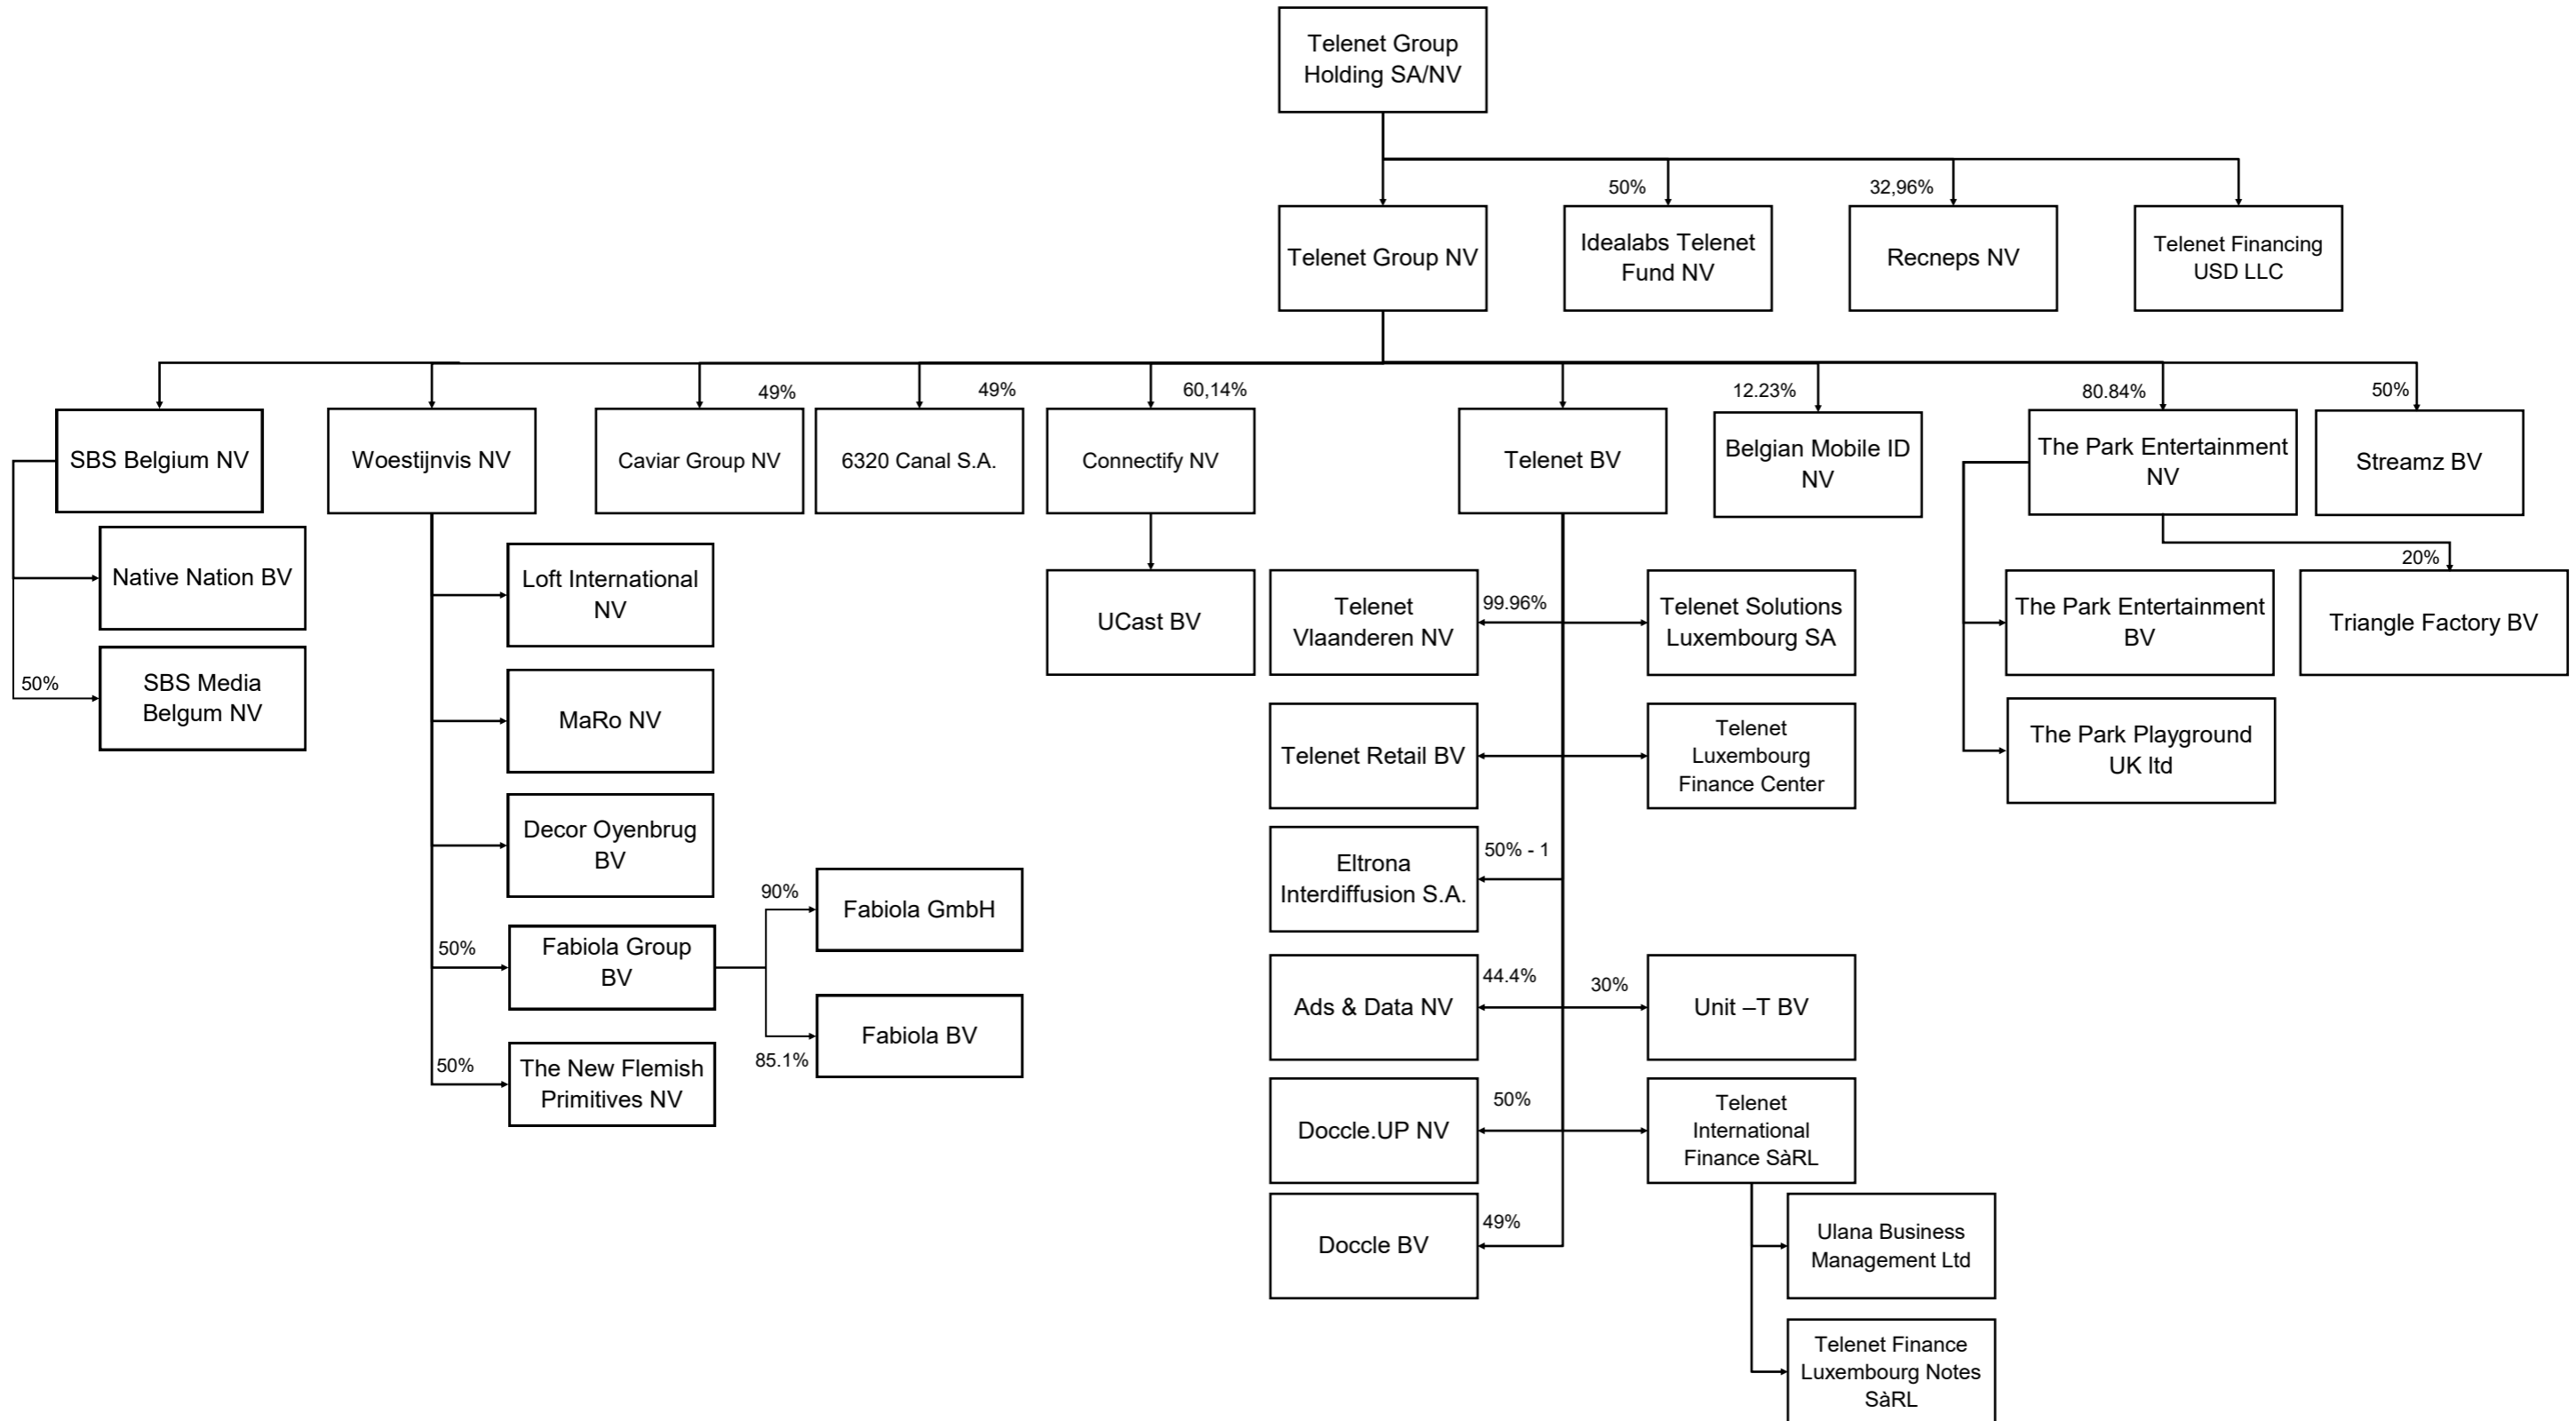 Telenet Group
Holding SA/NV
50%
32,96%
Telenet Group NV
Idealabs Telenet
Fund NV
Recneps NV
Telenet Financing
USD LLC
49%
49%
60,14%
12.23%
80.84%
50%
SBS Belgium NV
Woestijnvis NV
Caviar Group NV
6320 Canal S.A.
Connectify NV
Telenet BV
Belgian Mobile ID
NV
The Park Entertainment
NV
Streamz BV
Native Nation BV
50%
SBS Media
Belgum NV
Loft International
NV
MaRo NV
Decor Oyenbrug
BV
50%
Fabiola Group
BV
90%
Fabiola GmbH
85.1%
Fabiola BV
50%
The New Flemish
Primitives NV
UCast BV
Telenet
Vlaanderen NV
99.96%
Telenet Solutions
Luxembourg SA
Telenet Retail BV
Telenet
Luxembourg
Finance Center
Eltrona
Interdiffusion S.A.
50% - 1
Ads & Data NV
44.4%
30%
Unit –T BV
Doccle.UP NV
50%
Telenet
International
Finance SàRL
Doccle BV
49%
Ulana Business
Management Ltd
Telenet Finance
Luxembourg Notes
SàRL
The Park Entertainment
BV
The Park Playground
UK ltd
20%
Triangle Factory BV